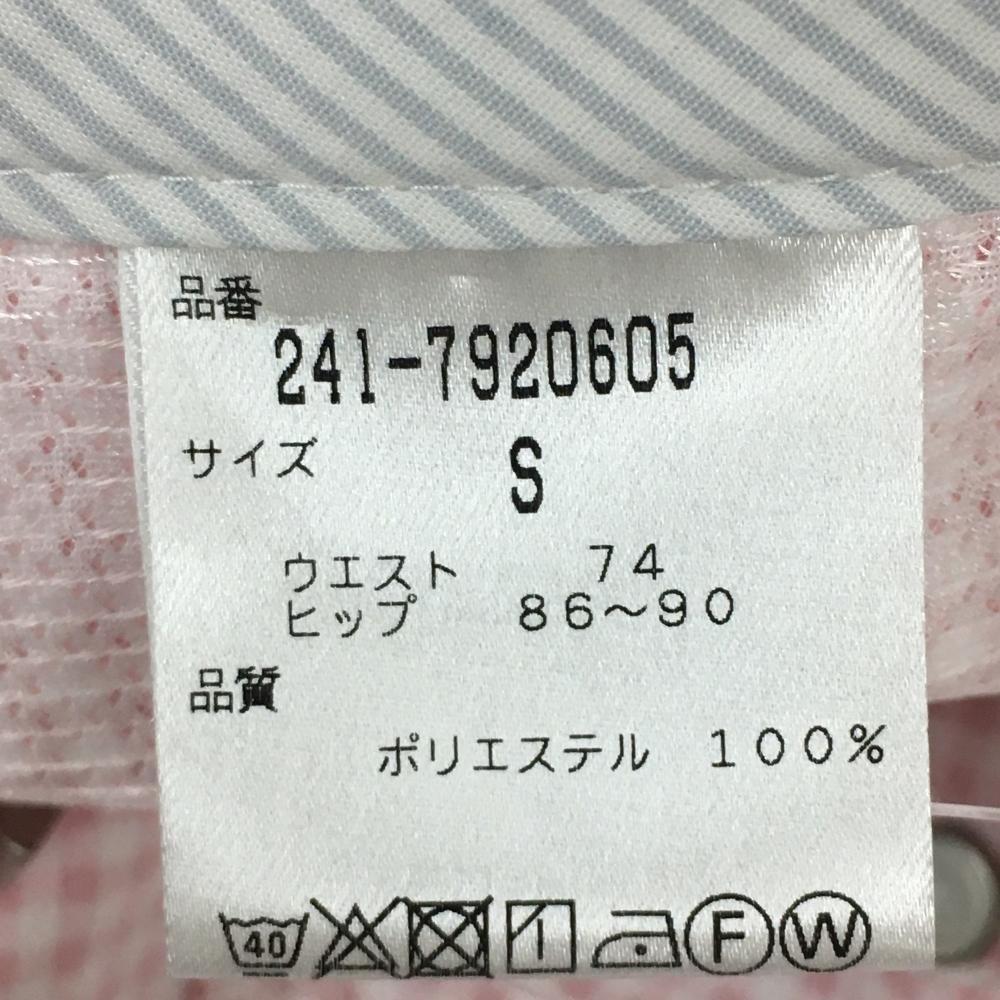 品番
241-7920605
サイズ
S
ウエスト 74
ヒップ 86～90
品質
ポリエステル 100%
40 F W